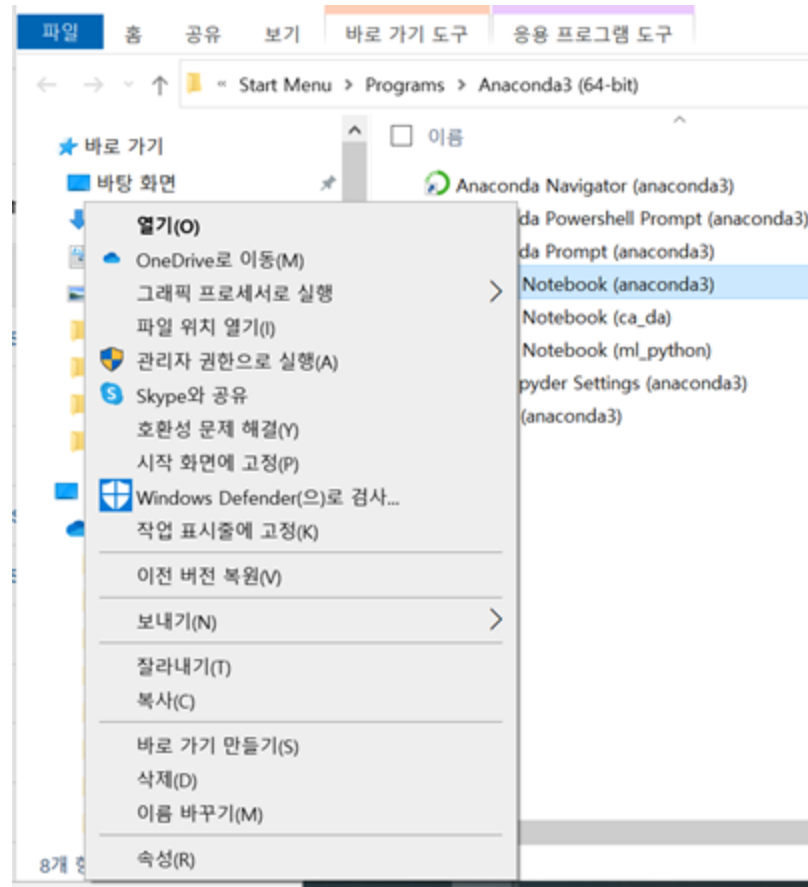 파일 홈 공유 보기 바로 가기 도구 응용 프로그램 도구
« Start Menu > Programs > Anaconda3 (64-bit)
바로 가기
바탕 화면
이름
Anaconda Navigator (anaconda3)
da Powershell Prompt (anaconda3)
da Prompt (anaconda3)
Notebook (anaconda3)
Notebook (ca_da)
Notebook (ml_python)
pyder Settings (anaconda3)
(anaconda3)
열기(O)
OneDrive로 이동(M)
그래픽 프로세서로 실행
파일 위치 열기(I)
관리자 권한으로 실행(A)
Skype와 공유
호환성 문제 해결(Y)
시작 화면에 고정(P)
Windows Defender(으)로 검사...
작업 표시줄에 고정(K)
이전 버전 복원(V)
보내기(N)
잘라내기(T)
복사(C)
바로 가기 만들기(S)
삭제(D)
이름 바꾸기(M)
속성(R)
8개